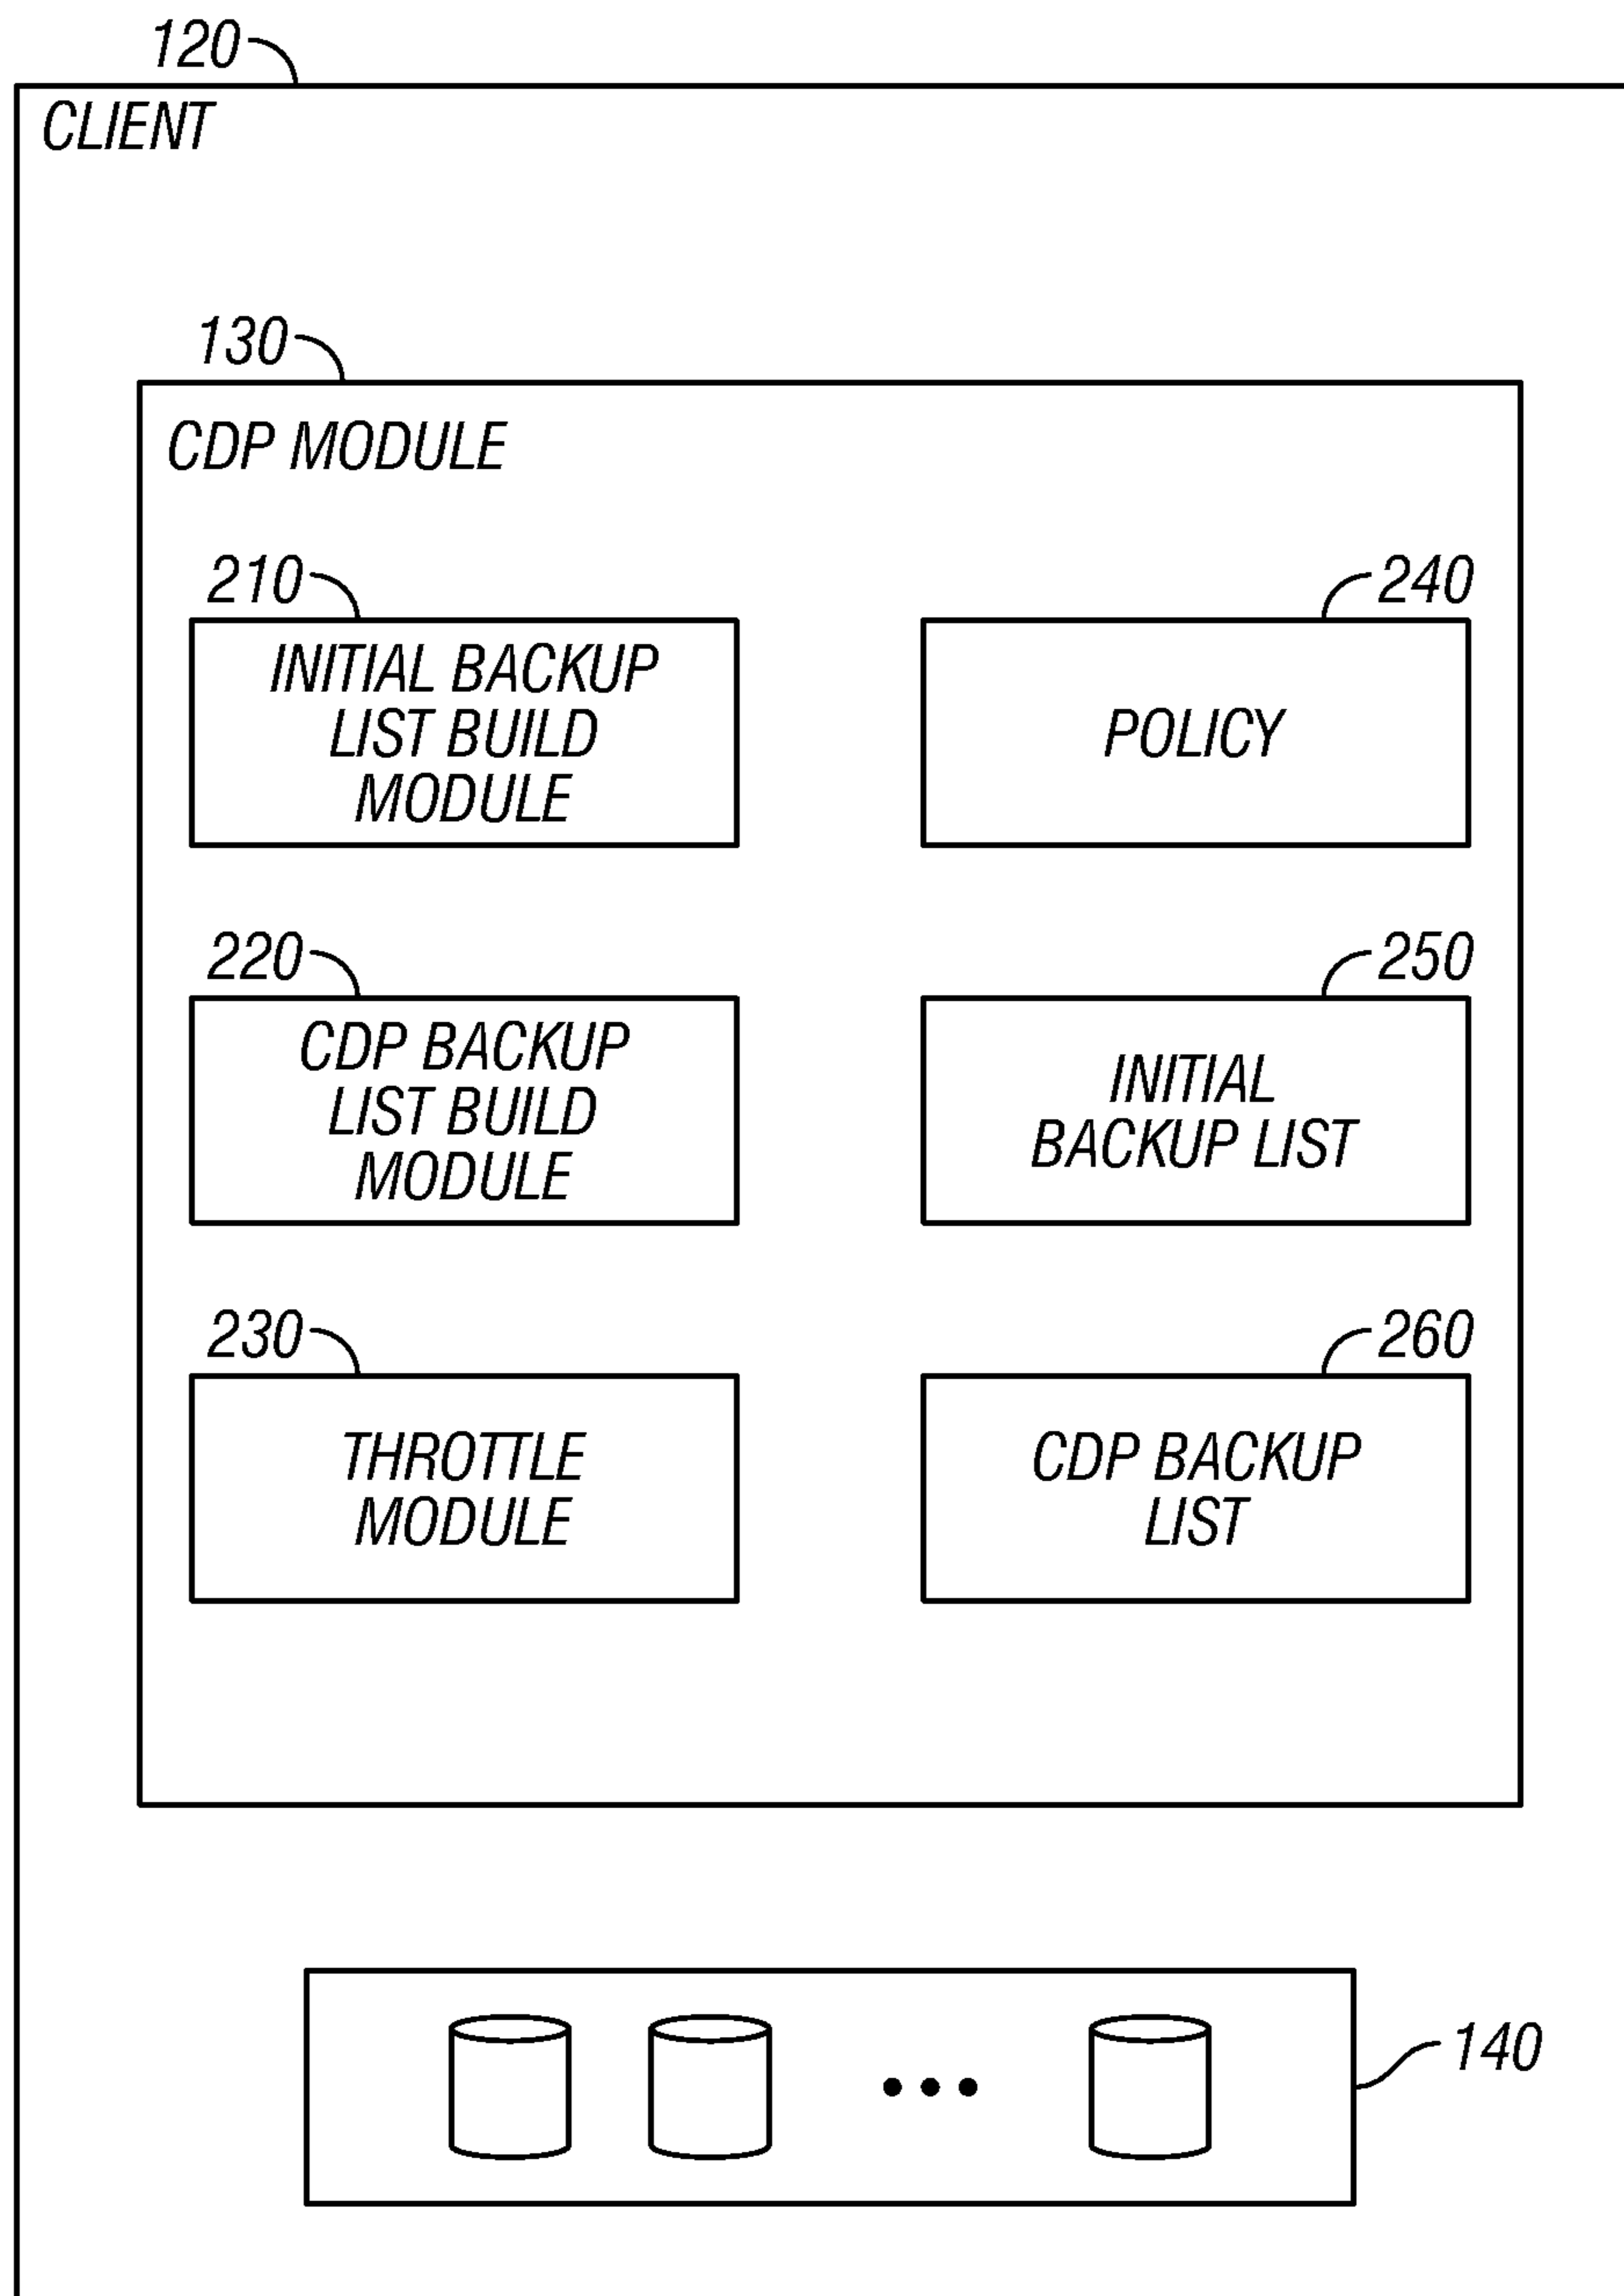 120
CLIENT
130
CDP MODULE
210
INITIAL BACKUP
LIST BUILD
MODULE
240
POLICY
220
CDP BACKUP
LIST BUILD
MODULE
250
INITIAL
BACKUP LIST
230
THROTTLE
MODULE
260
CDP BACKUP
LIST
140